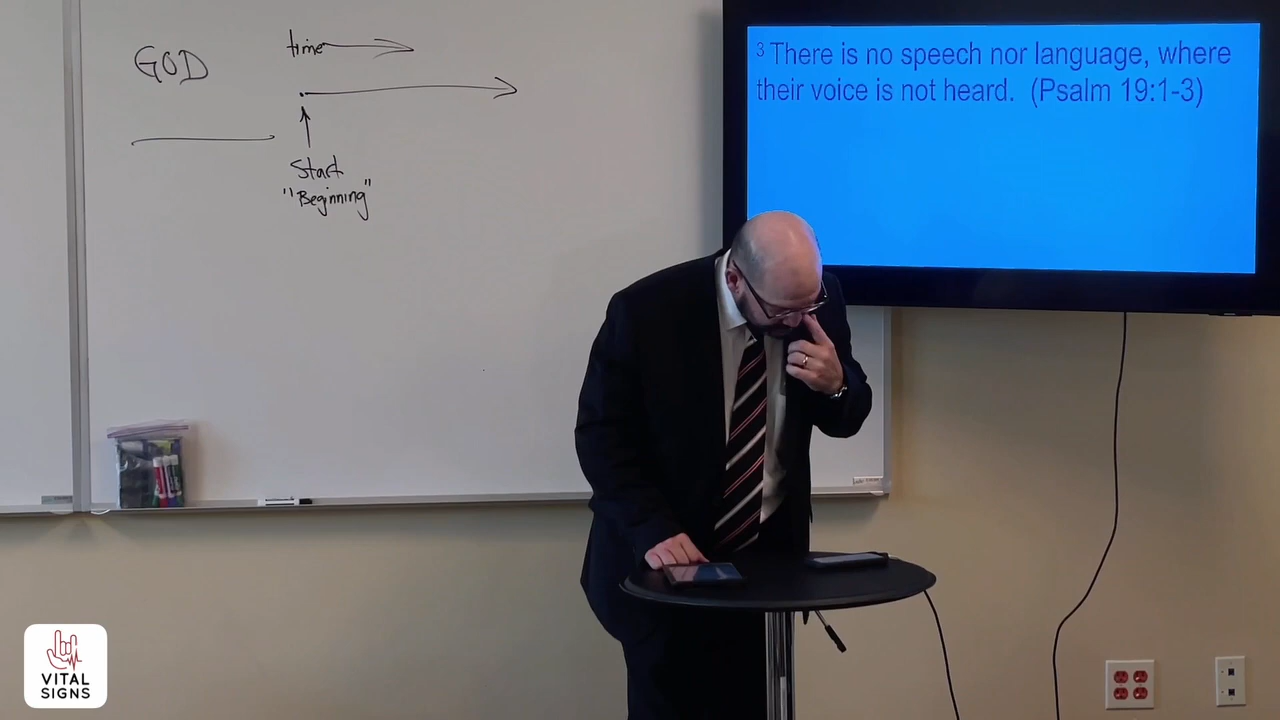 GOD
time
Start
"Beginning"
3 There is no speech nor language, where
their voice is not heard. (Psalm 19:1-3)
VITAL
SIGNS